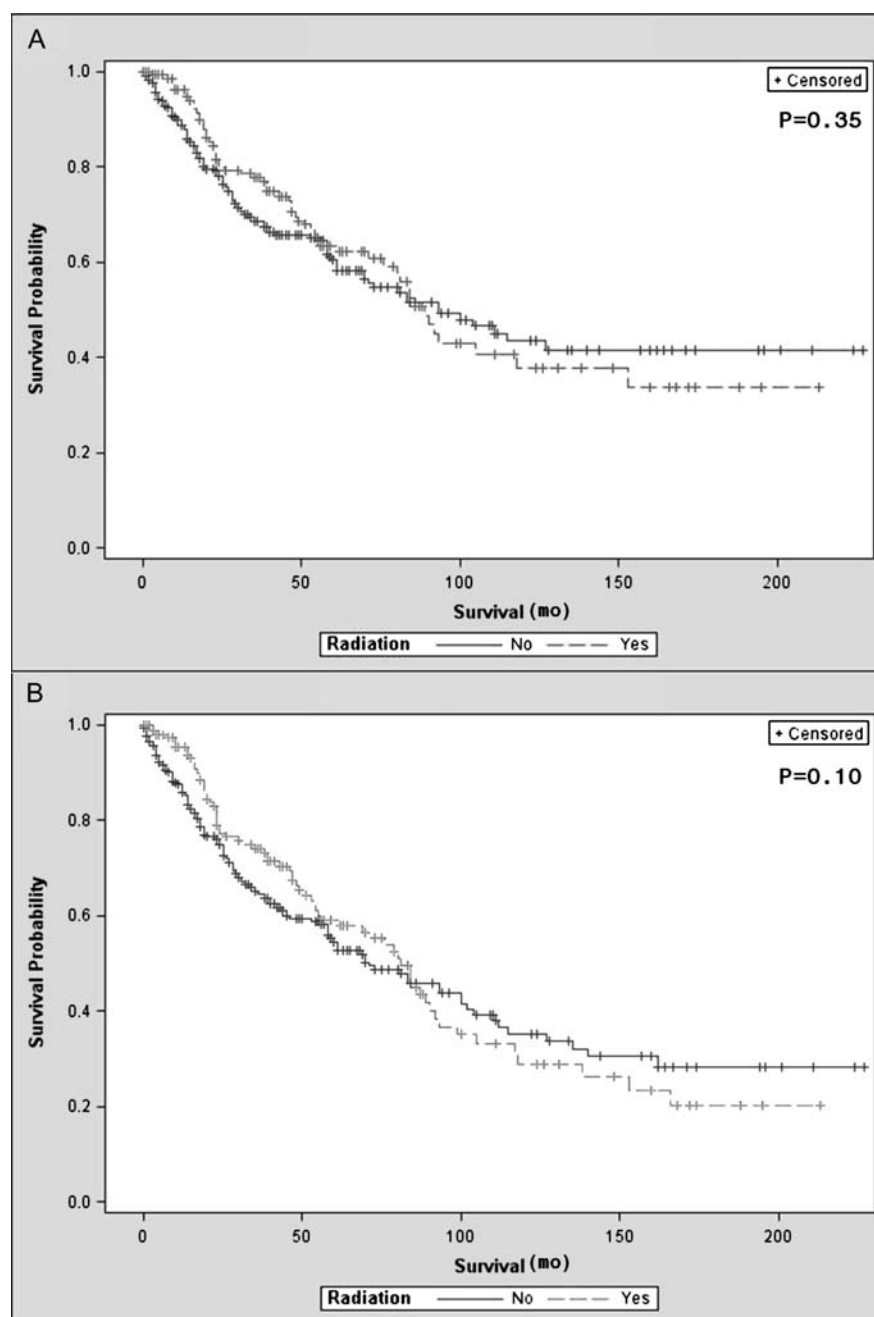 A
+ Censored
P=0.35
1.0
0.8
0.6
0.4
0.2
0.0
Survival Probability
0 50 100 150 200
Survival (mo)
Radiation No Yes
B
+ Censored
P=0.10
1.0
0.8
0.6
0.4
0.2
0.0
Survival Probability
0 50 100 150 200
Survival (mo)
Radiation No Yes